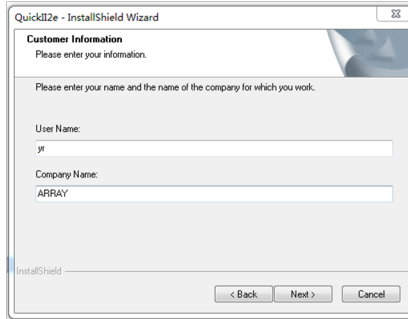 QuickII2e - InstallShield Wizard
Customer Information
Please enter your information.
Please enter your name and the name of the company for which you work.
User Name:
yr
Company Name:
ARRAY
InstallShield
< Back
Next >
Cancel